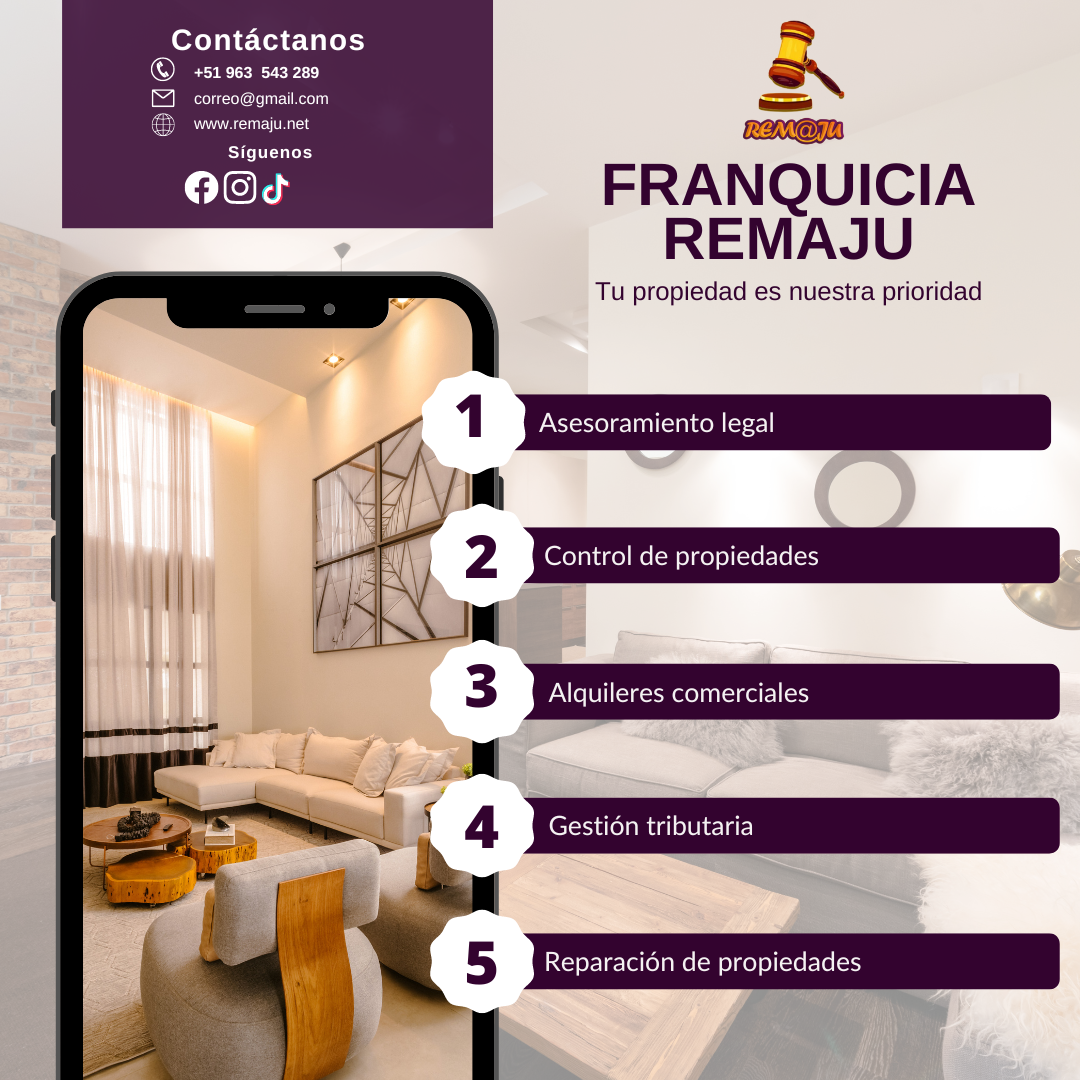 Contáctanos
+51 963 543 289
correo@gmail.com
www.remaju.net
Síguenos
REM@JU
FRANQUICIA
REMAJU
Tu propiedad es nuestra prioridad
1 Asesoramiento legal
2 Control de propiedades
3 Alquileres comerciales
4 Gestión tributaria
5 Reparación de propiedades